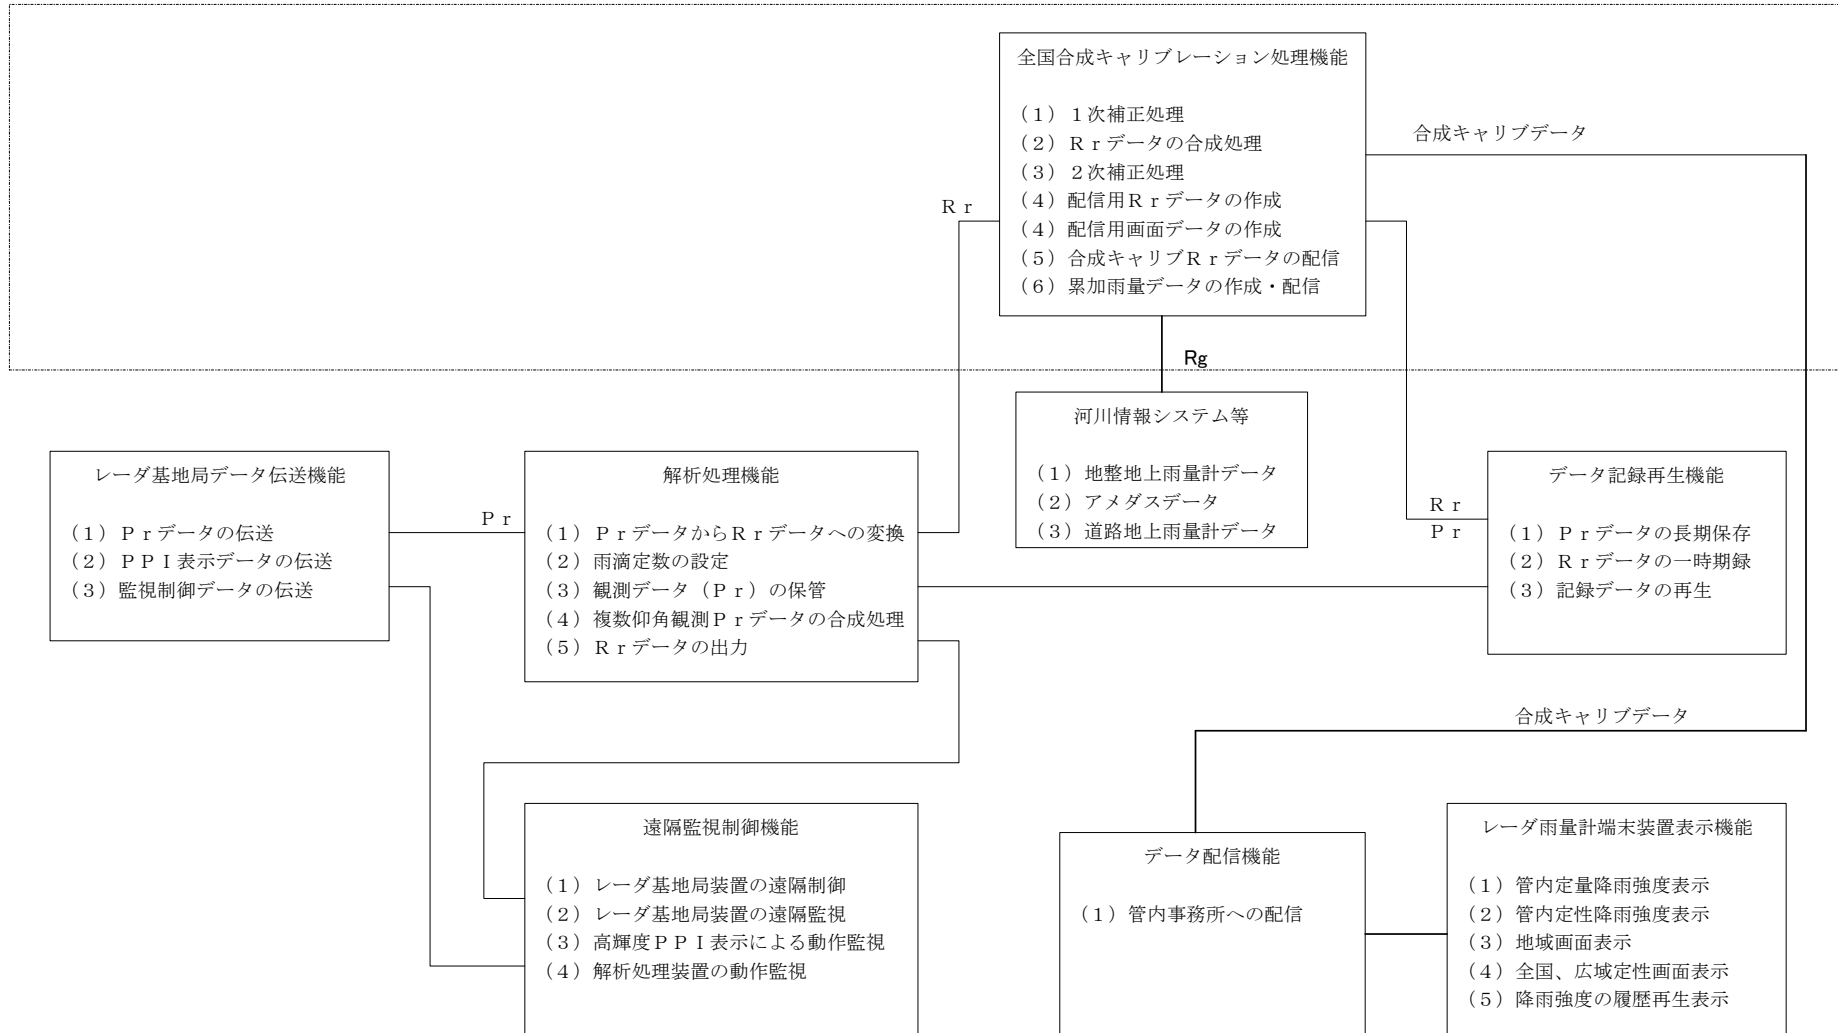 全国合成キャリブレーション処理機能
（１）１次補正処理
（２）Ｒｒデータの合成処理
（３）２次補正処理
（４）配信用Ｒｒデータの作成
（４）配信用画面データの作成
（５）合成キャリブＲｒデータの配信
（６）累加雨量データの作成・配信
合成キャリブデータ
Ｒｒ
Rg
河川情報システム等
（１）地整地上雨量計データ
（２）アメダスデータ
（３）道路地上雨量計データ
レーダ基地局データ伝送機能
（１）Ｐｒデータの伝送
（２）ＰＰＩ表示データの伝送
（３）監視制御データの伝送
Ｐｒ
解析処理機能
（１）ＰｒデータからＲｒデータへの変換
（２）雨滴定数の設定
（３）観測データ（Ｐｒ）の保管
（４）複数仰角観測Ｐｒデータの合成処理
（５）Ｒｒデータの出力
Ｒｒ
Ｐｒ
データ記録再生機能
（１）Ｐｒデータの長期保存
（２）Ｒｒデータの一時期録
（３）記録データの再生
合成キャリブデータ
遠隔監視制御機能
（１）レーダ基地局装置の遠隔制御
（２）レーダ基地局装置の遠隔監視
（３）高輝度ＰＰＩ表示による動作監視
（４）解析処理装置の動作監視
データ配信機能
（１）管内事務所への配信
レーダ雨量計端末装置表示機能
（１）管内定量降雨強度表示
（２）管内定性降雨強度表示
（３）地域画面表示
（４）全国、広域定性画面表示
（５）降雨強度の履歴再生表示